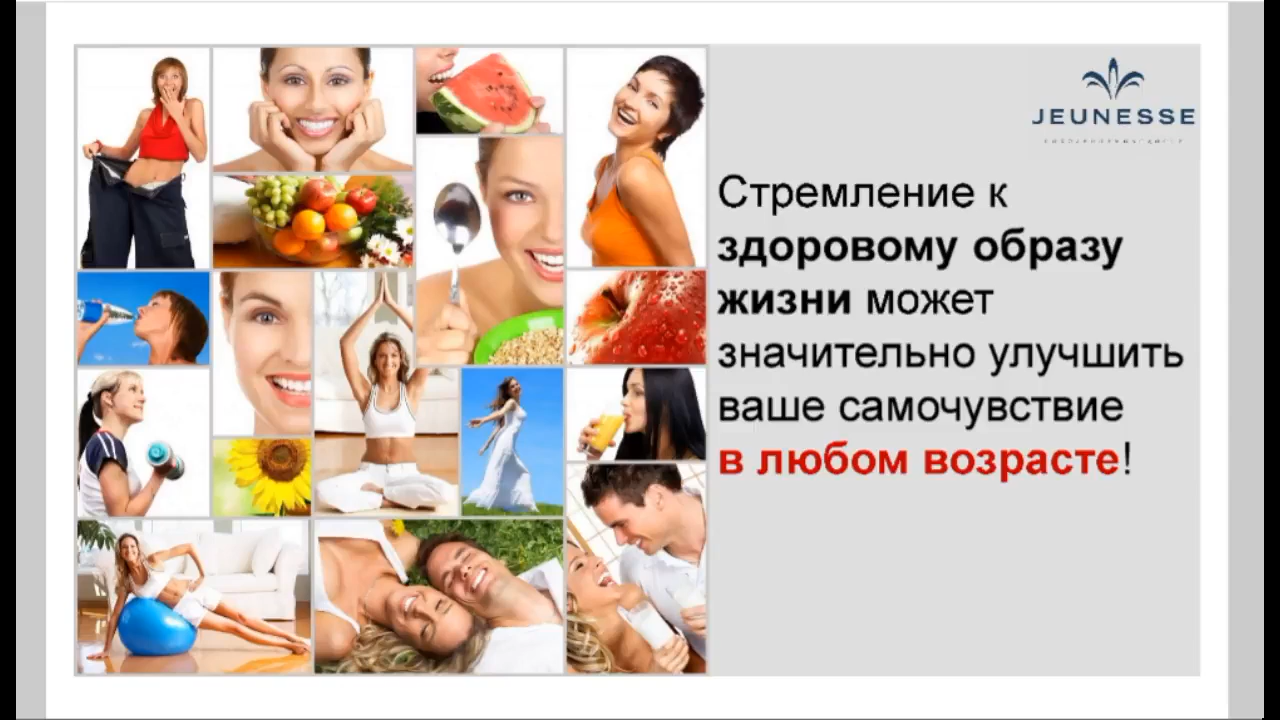 JEUNESSE
Стремление к
здоровому образу
жизни может
значительно улучшить
ваше самочувствие
в любом возрасте!